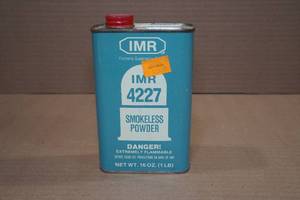 IMR
IMR
4227
SMOKELESS
POWDER
DANGER!
EXTREMELY FLAMMABLE
NET WT. 16 OZ. (1 LB)